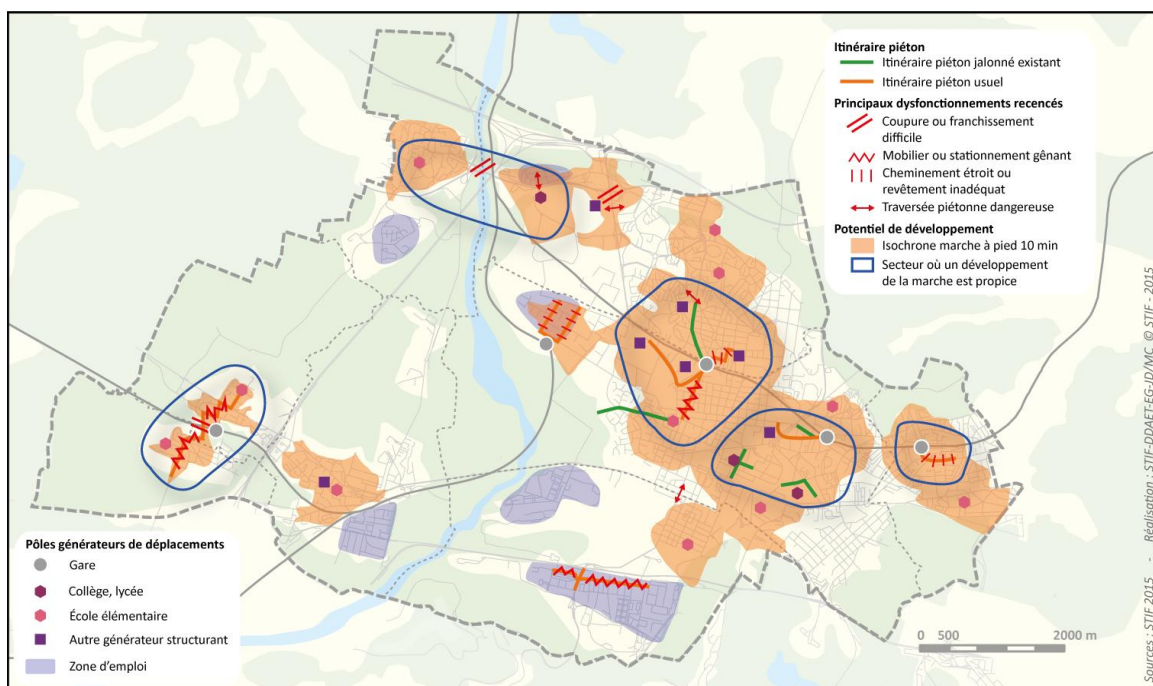 Itinéraire piéton
Itinéraire piéton jalonné existant
Itinéraire piéton usuel
Principaux dysfonctionnements recencés
Coupure ou franchissement
difficile
Mobilier ou stationnement gênant
Cheminement étroit ou
revêtement inadéquat
Traversée piétonne dangereuse
Potentiel de développement
Isochrone marche à pied 10 min
Secteur où un développement
de la marche est propice
Pôles générateurs de déplacements
Gare
Collège, lycée
École élémentaire
Autre générateur structurant
Zone d'emploi
0 500 2000 m
Sources : STIF 2015 - Réalisation : STIF-DDAET-EG-JD/MC © STIF - 2015